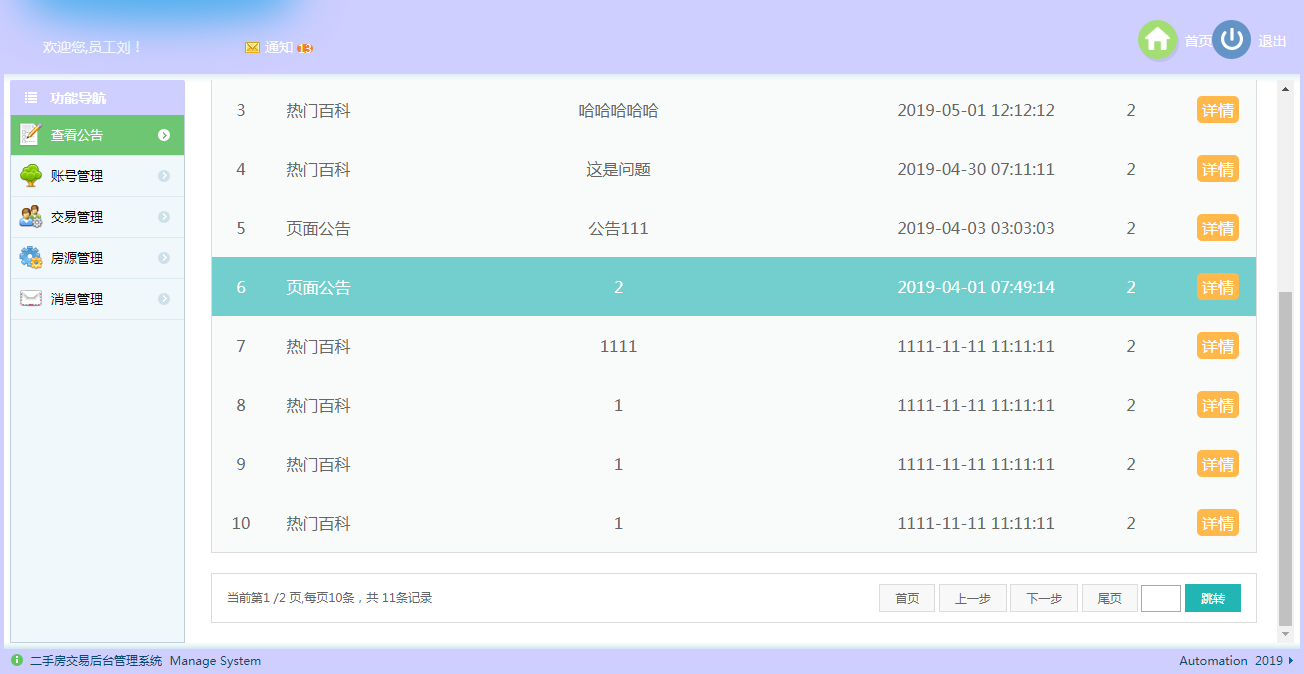 欢迎您,员工刘！ 通知 13 首页 退出
功能导航
查看公告
账号管理
交易管理
房源管理
消息管理
3 热门百科 哈哈哈哈哈 2019-05-01 12:12:12 2 详情
4 热门百科 这是问题 2019-04-30 07:11:11 2 详情
5 页面公告 公告111 2019-04-03 03:03:03 2 详情
6 页面公告 2 2019-04-01 07:49:14 2 详情
7 热门百科 1111 1111-11-11 11:11:11 2 详情
8 热门百科 1 1111-11-11 11:11:11 2 详情
9 热门百科 1 1111-11-11 11:11:11 2 详情
10 热门百科 1 1111-11-11 11:11:11 2 详情
当前第1 /2 页,每页10条，共 11条记录 首页 上一步 下一步 尾页 跳转
二手房交易后台管理系统 Manage System Automation 2019